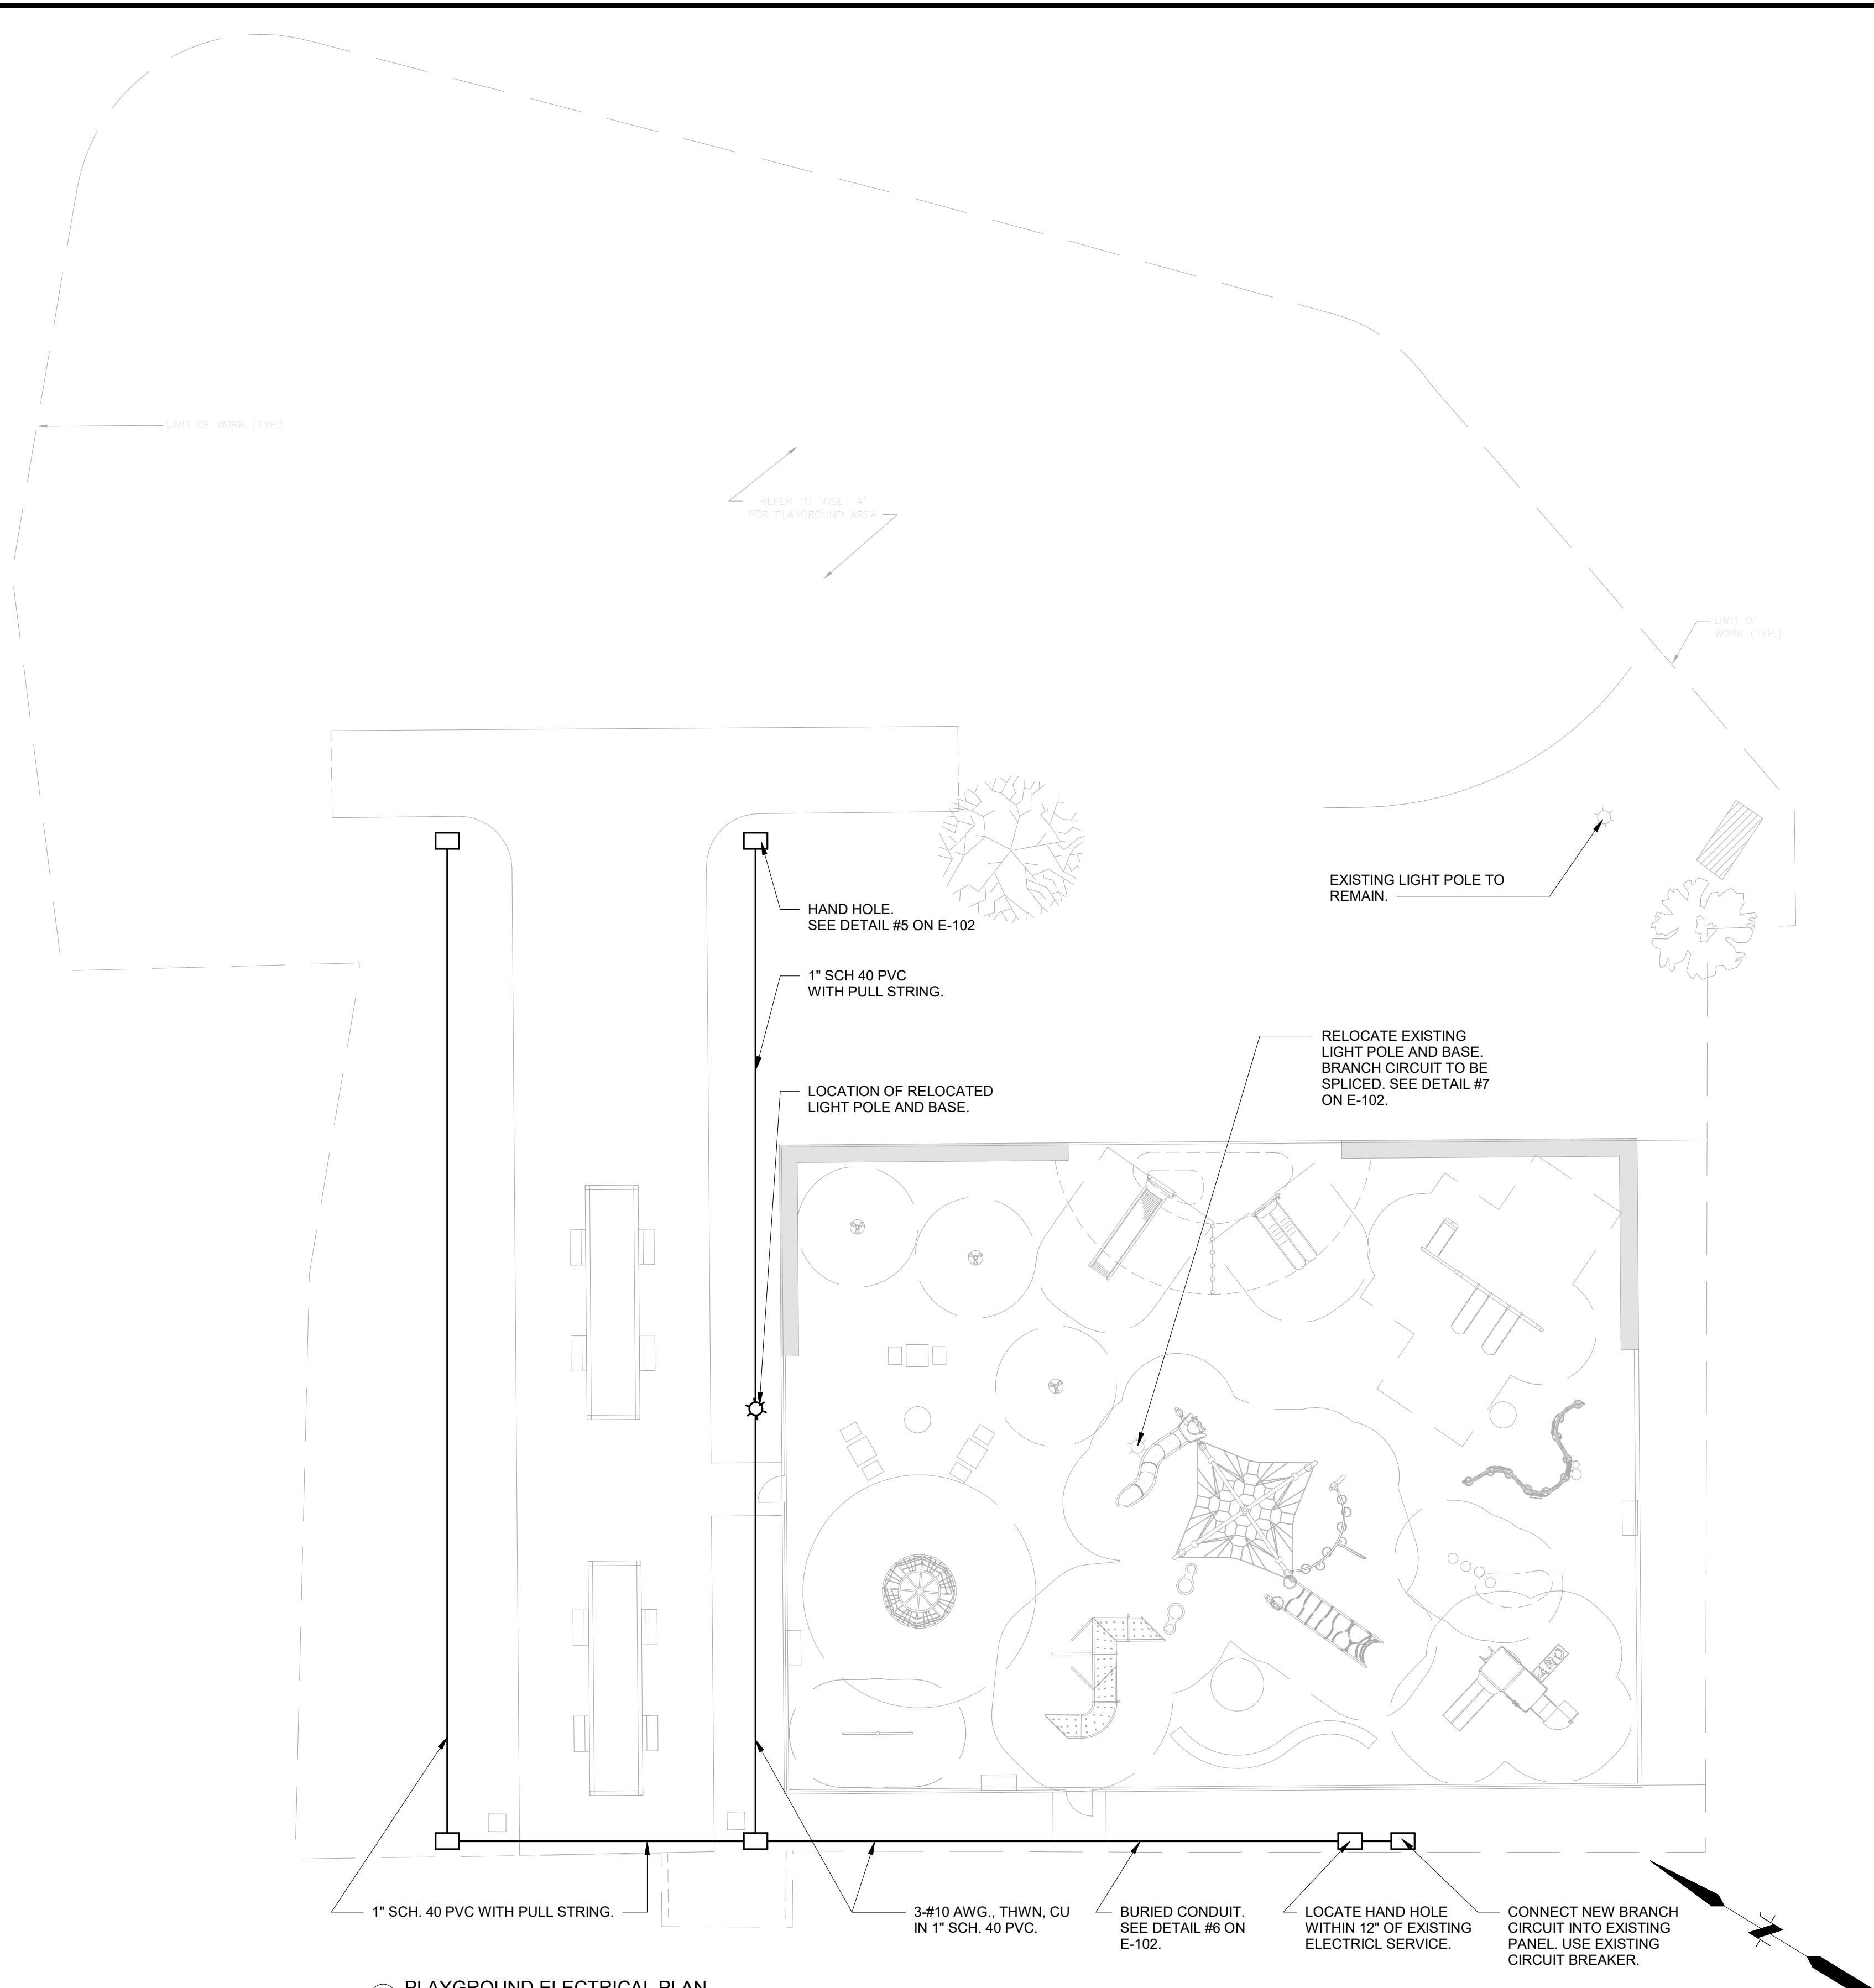 LIMIT OF WORK (TYP.)
REFER TO "INSET A"
FOR PLAYGROUND AREA
LIMIT OF
WORK (TYP.)
EXISTING LIGHT POLE TO
REMAIN.
HAND HOLE.
SEE DETAIL #5 ON E-102
1" SCH 40 PVC
WITH PULL STRING.
RELOCATE EXISTING
LIGHT POLE AND BASE.
BRANCH CIRCUIT TO BE
SPLICED. SEE DETAIL #7
ON E-102.
LOCATION OF RELOCATED
LIGHT POLE AND BASE.
1" SCH. 40 PVC WITH PULL STRING.
3-#10 AWG., THWN, CU
IN 1" SCH. 40 PVC.
BURIED CONDUIT.
SEE DETAIL #6 ON
E-102.
LOCATE HAND HOLE
WITHIN 12" OF EXISTING
ELECTRICL SERVICE.
CONNECT NEW BRANCH
CIRCUIT INTO EXISTING
PANEL. USE EXISTING
CIRCUIT BREAKER.
N
PLAYGROUND ELECTRICAL PLAN